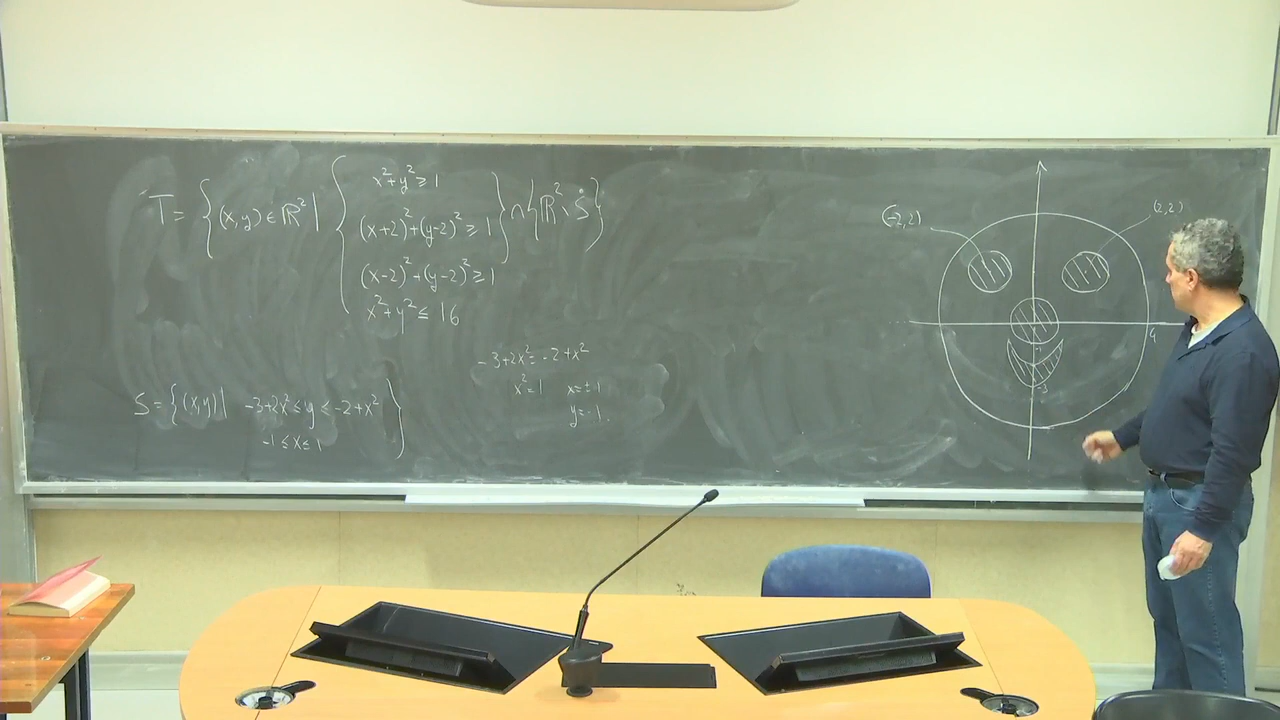 T = { (x,y) ∈ ℝ² | { x²+y² ≥ 1
(x+2)²+(y-2)² ≥ 1
(x-2)²+(y-2)² ≥ 1
x²+y² ≤ 16 } ∩ { ℝ² \ S̊ }
S = { (x,y) | -3+2x² ≤ y ≤ -2+x²
-1 ≤ x ≤ 1 }
-3+2x² = -2+x²
x² = 1 x = ±1
y = -1.
(-2,2)
(2,2)
4
-3